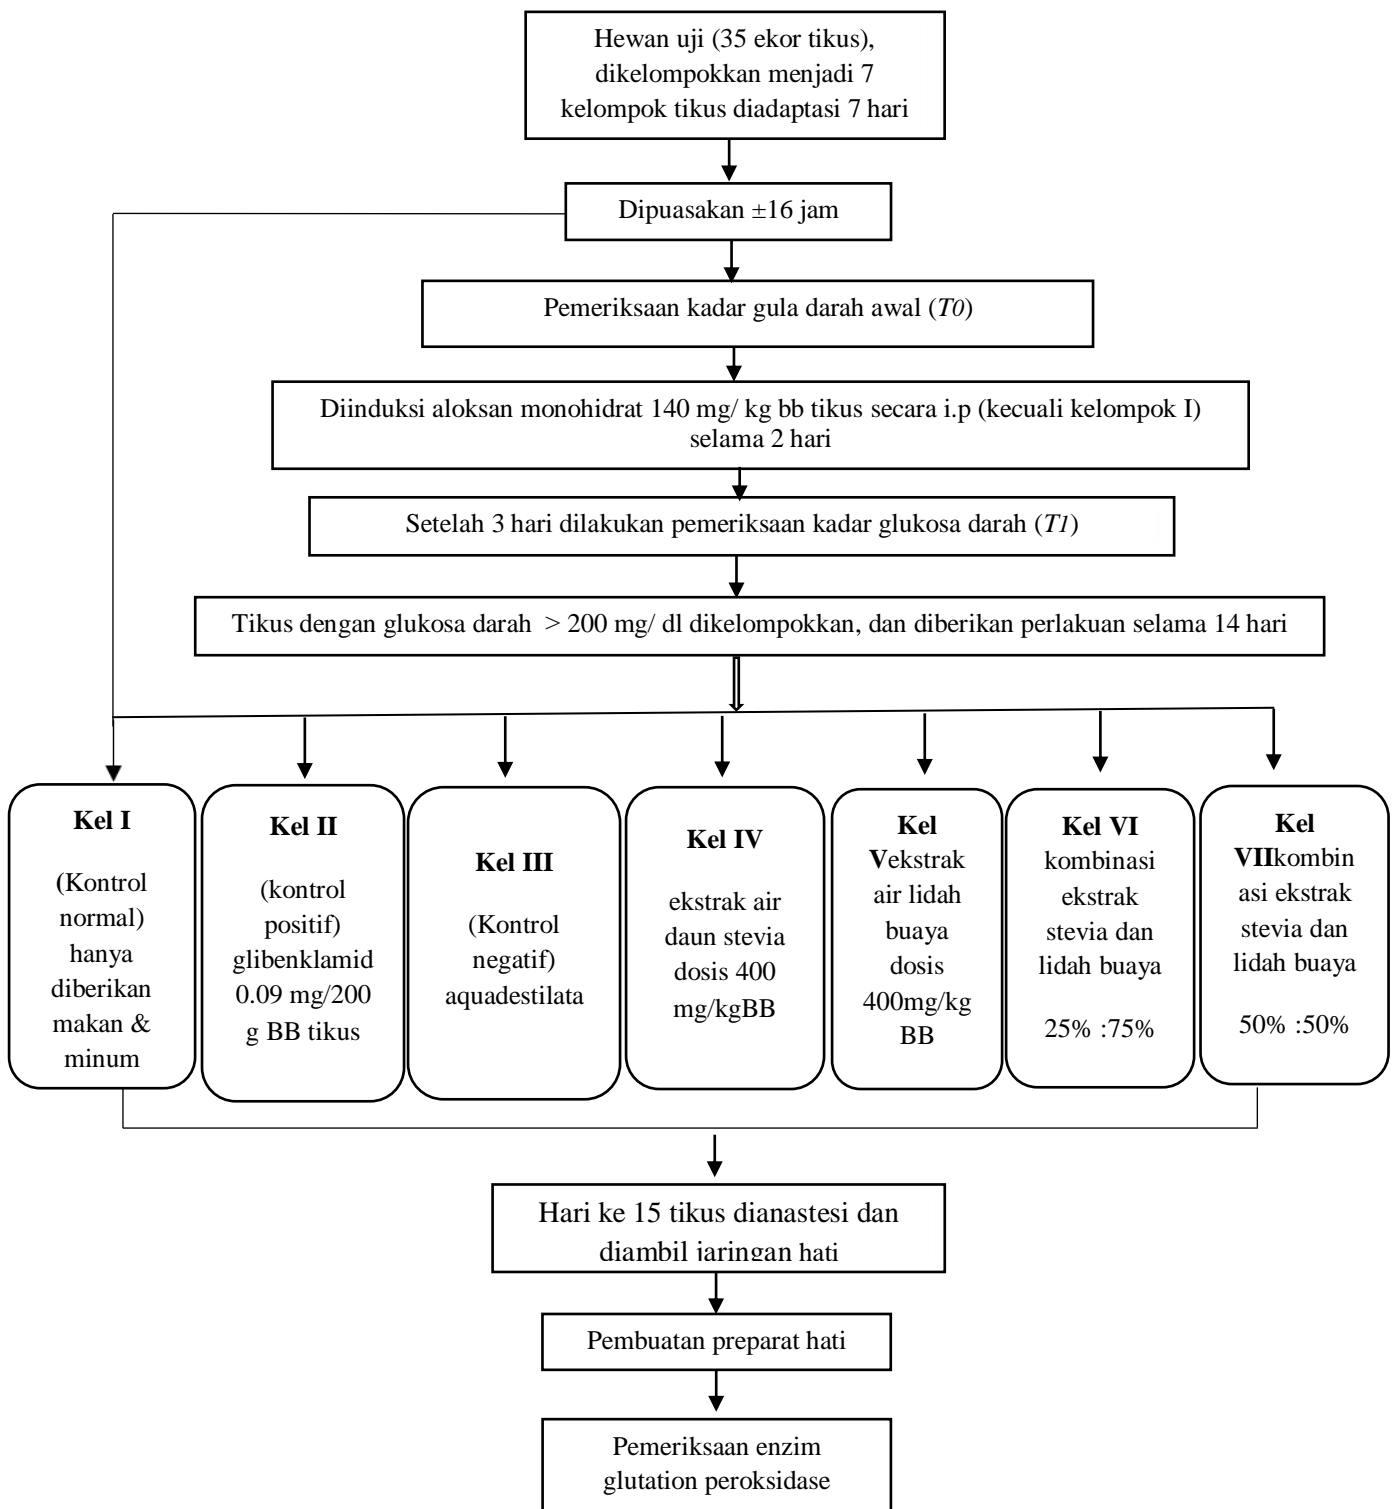 Hewan uji (35 ekor tikus),
dikelompokkan menjadi 7
kelompok tikus diadaptasi 7 hari
Dipuasakan ±16 jam
Pemeriksaan kadar gula darah awal (T0)
Diinduksi aloksan monohidrat 140 mg/ kg bb tikus secara i.p (kecuali kelompok I)
selama 2 hari
Setelah 3 hari dilakukan pemeriksaan kadar glukosa darah (T1)
Tikus dengan glukosa darah > 200 mg/ dl dikelompokkan, dan diberikan perlakuan selama 14 hari
Kel I
(Kontrol
normal)
hanya
diberikan
makan &
minum
Kel II
(kontrol
positif)
glibenklamid
0.09 mg/200
g BB tikus
Kel III
(Kontrol
negatif)
aquadestilata
Kel IV
ekstrak air
daun stevia
dosis 400
mg/kgBB
Kel
Vekstrak
air lidah
buaya
dosis
400mg/kg
BB
Kel VI
kombinasi
ekstrak
stevia dan
lidah buaya
25% :75%
Kel
VIIkombin
asi ekstrak
stevia dan
lidah buaya
50% :50%
Hari ke 15 tikus dianastesi dan
diambil jaringan hati
Pembuatan preparat hati
Pemeriksaan enzim
glutation peroksidase